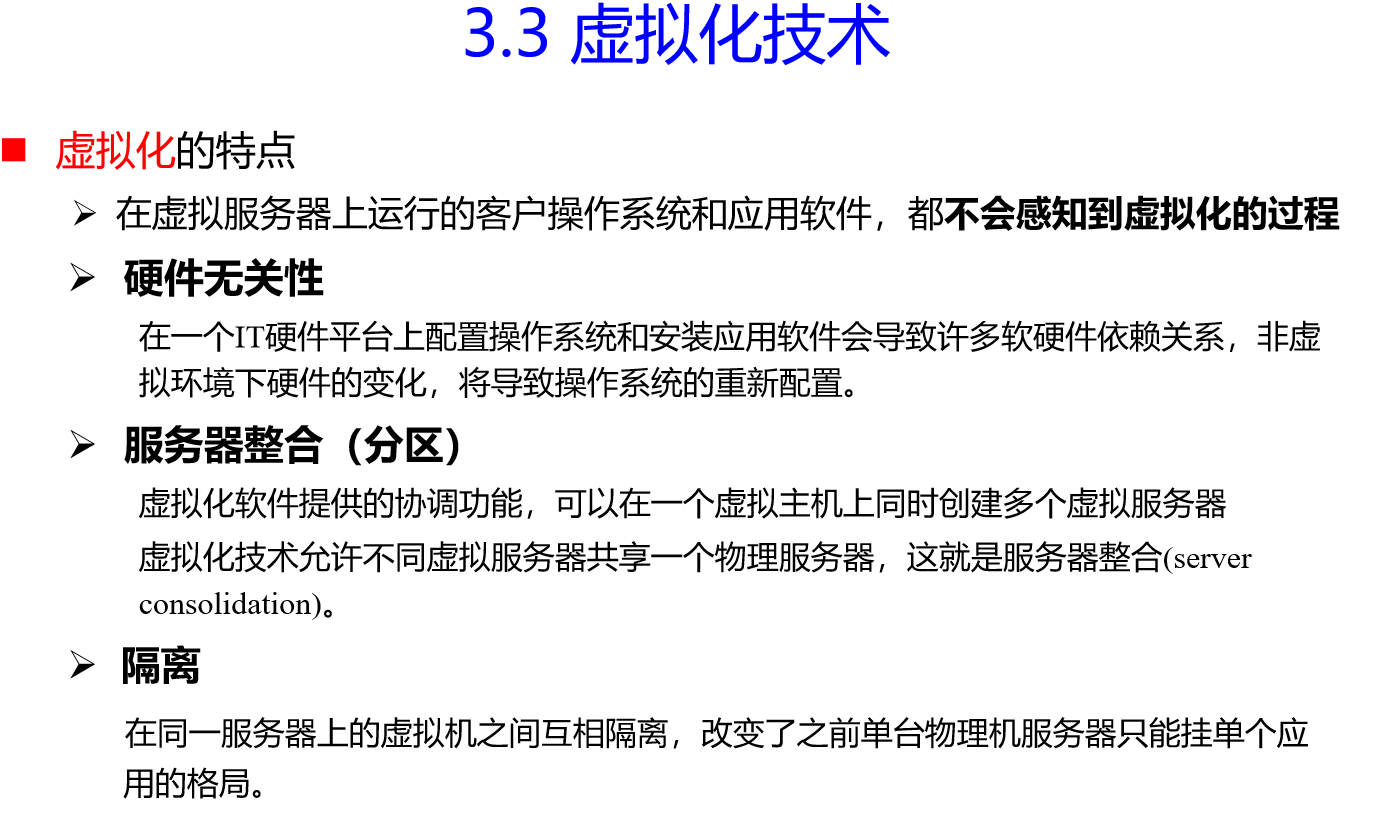 3.3 虚拟化技术
虚拟化的特点
在虚拟服务器上运行的客户操作系统和应用软件，都不会感知到虚拟化的过程
硬件无关性
在一个IT硬件平台上配置操作系统和安装应用软件会导致许多软硬件依赖关系，非虚
拟环境下硬件的变化，将导致操作系统的重新配置。
服务器整合（分区）
虚拟化软件提供的协调功能，可以在一个虚拟主机上同时创建多个虚拟服务器
虚拟化技术允许不同虚拟服务器共享一个物理服务器，这就是服务器整合(server
consolidation)。
隔离
在同一服务器上的虚拟机之间互相隔离，改变了之前单台物理机服务器只能挂单个应
用的格局。